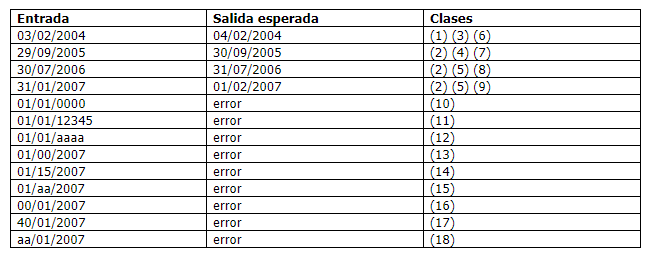 Entrada Salida esperada Clases
03/02/2004 04/02/2004 (1) (3) (6)
29/09/2005 30/09/2005 (2) (4) (7)
30/07/2006 31/07/2006 (2) (5) (8)
31/01/2007 01/02/2007 (2) (5) (9)
01/01/0000 error (10)
01/01/12345 error (11)
01/01/aaaa error (12)
01/00/2007 error (13)
01/15/2007 error (14)
01/aa/2007 error (15)
00/01/2007 error (16)
40/01/2007 error (17)
aa/01/2007 error (18)